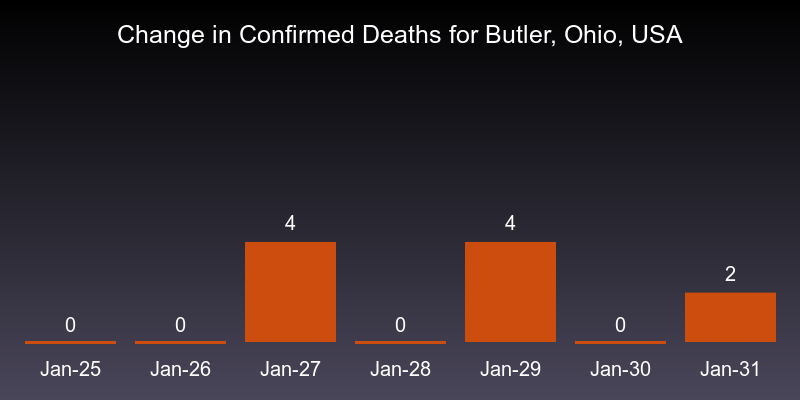 Change in Confirmed Deaths for Butler, Ohio, USA
0 0 4 0 4 0 2
Jan-25 Jan-26 Jan-27 Jan-28 Jan-29 Jan-30 Jan-31